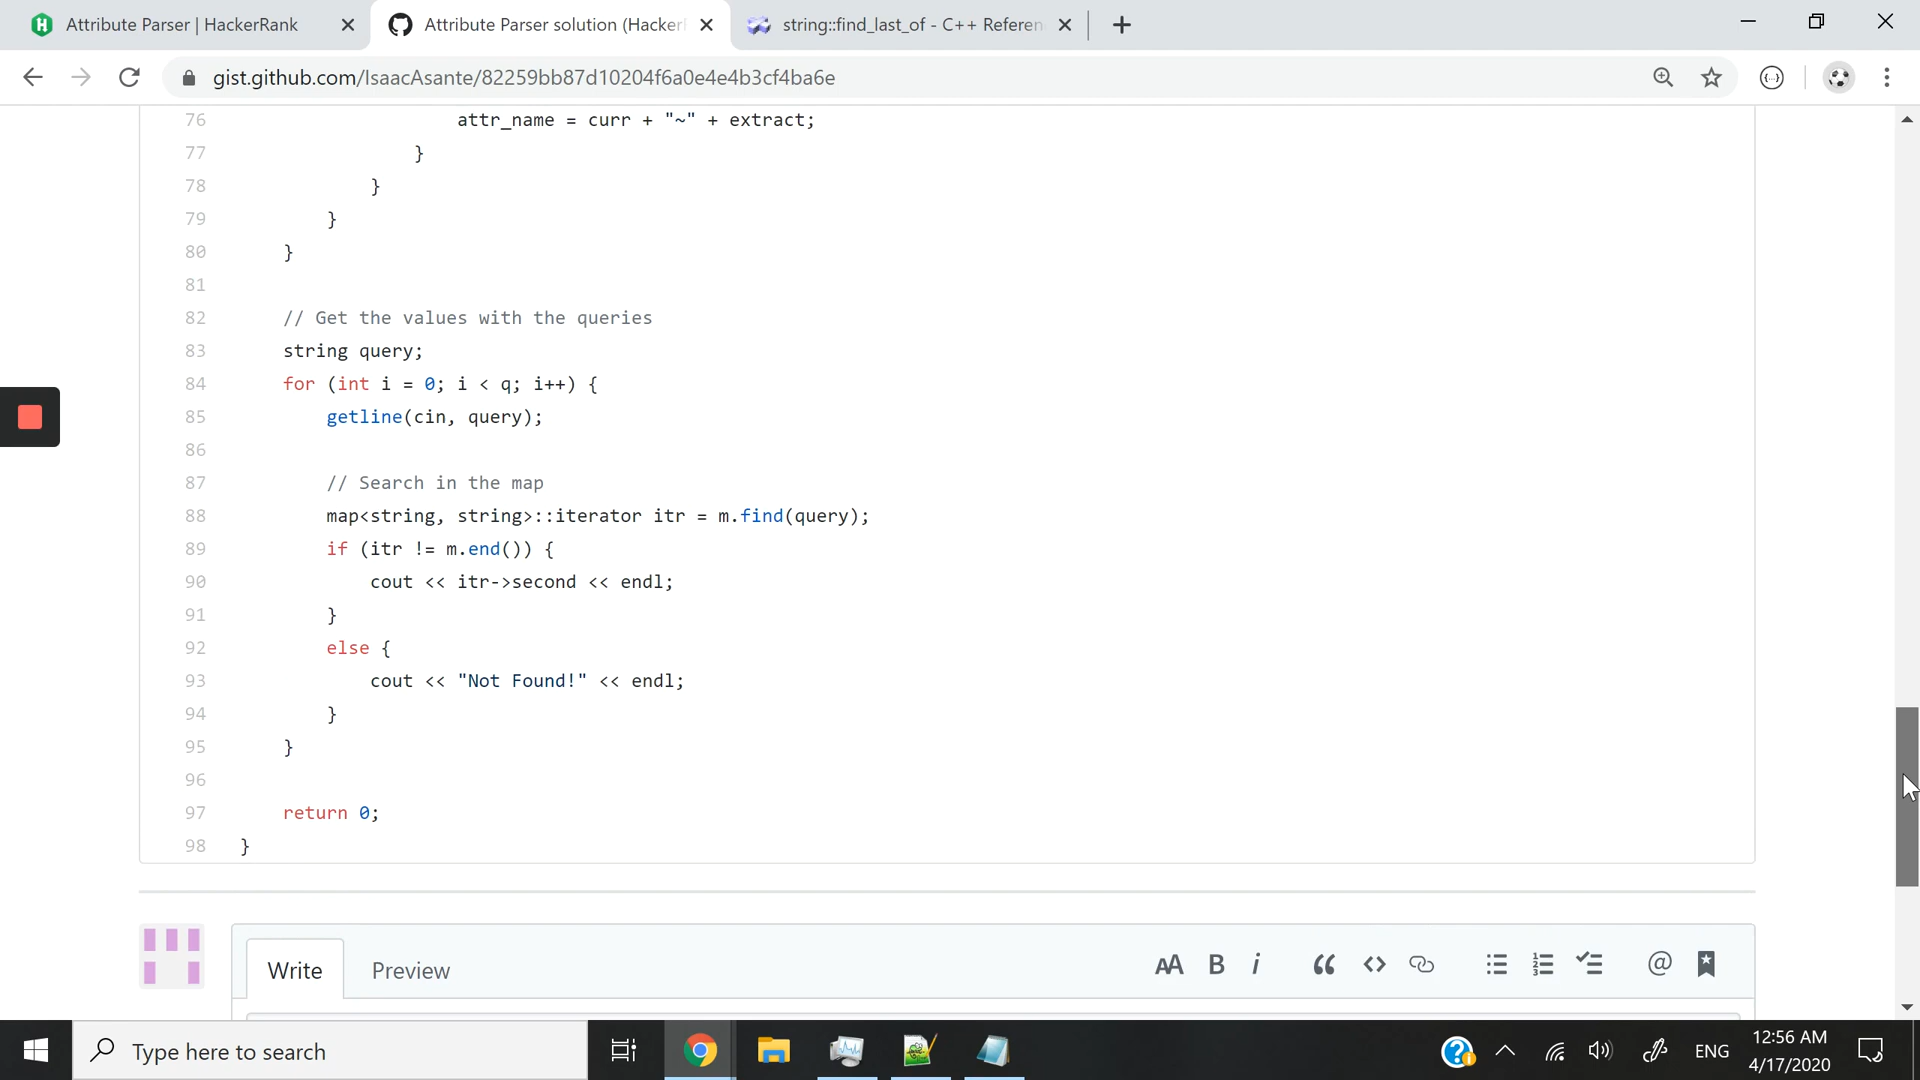 Attribute Parser | HackerRank
Attribute Parser solution (Hacker
string::find_last_of - C++ Referen
gist.github.com/IsaacAsante/82259bb87d10204f6a0e4e4b3cf4ba6e
76 attr_name = curr + "~" + extract;
77 }
78 }
79 }
80 }
81
82 // Get the values with the queries
83 string query;
84 for (int i = 0; i < q; i++) {
85 getline(cin, query);
86
87 // Search in the map
88 map<string, string>::iterator itr = m.find(query);
89 if (itr != m.end()) {
90 cout << itr->second << endl;
91 }
92 else {
93 cout << "Not Found!" << endl;
94 }
95 }
96
97 return 0;
98 }
Write
Preview
AA B i
Type here to search
ENG
12:56 AM
4/17/2020